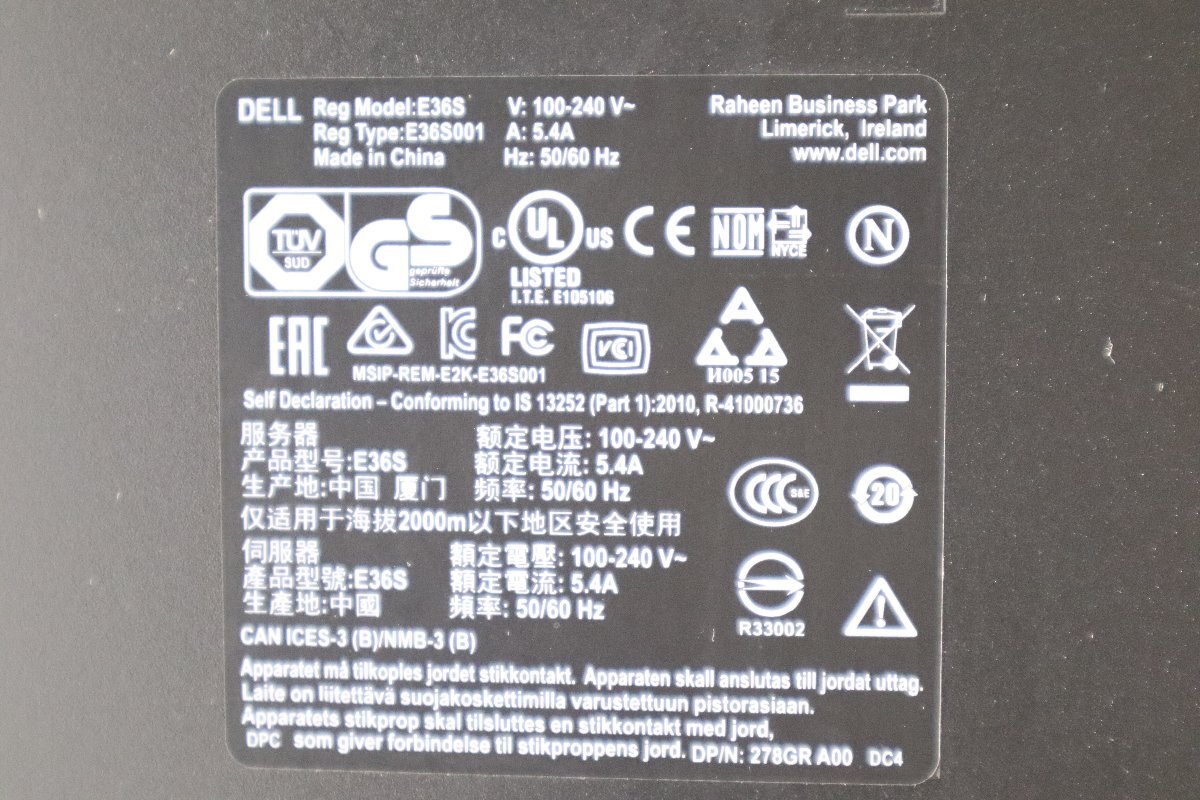 DELL Reg Model:E36S V: 100-240 V~ Raheen Business Park
Reg Type:E36S001 A: 5.4A Limerick, Ireland
Made in China Hz: 50/60 Hz www.dell.com
TÜV SUD GS geprüfte Sicherheit
C UL US CE NOM NYCE N
LISTED
I.T.E. E105106
EAC KC FC VCI
MSIP-REM-E2K-E36S001 И005 15
Self Declaration – Conforming to IS 13252 (Part 1):2010, R-41000736
服务器 额定电压: 100-240 V~
产品型号:E36S 额定电流: 5.4A
生产地:中国 厦门 频率: 50/60 Hz
CCC S&E 20
仅适用于海拔2000m以下地区安全使用
伺服器 額定電壓: 100-240 V~
產品型號:E36S 額定電流: 5.4A
生產地:中國 頻率: 50/60 Hz
R33002
CAN ICES-3 (B)/NMB-3 (B)
Apparatet må tilkoples jordet stikkontakt. Apparaten skall anslutas till jordat uttag.
Laite on liitettävä suojakoskettimilla varustettuun pistorasiaan.
Apparatets stikprop skal tilsluttes en stikkontakt med jord,
DPC som giver forbindelse til stikproppens jord. DP/N: 278GR A00 DC4